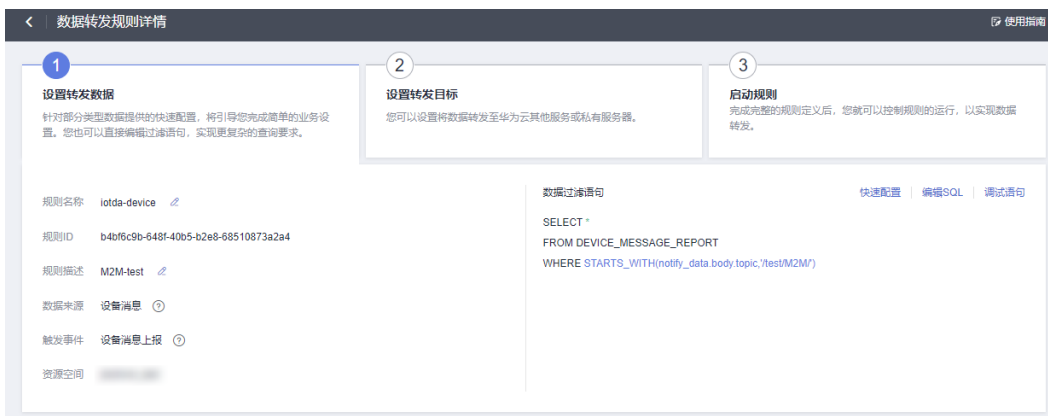 数据转发规则详情
使用指南
1
设置转发数据
针对部分类型数据提供的快速配置，将引导您完成简单的业务设
置。您也可以直接编辑过滤语句，实现更复杂的查询要求。
2
设置转发目标
您可以设置将数据转发至华为云其他服务或私有服务器。
3
启动规则
完成完整的规则定义后，您就可以控制规则的运行，以实现数据
转发。
规则名称 iotda-device
规则ID b4bf6c9b-648f-40b5-b2e8-68510873a2a4
规则描述 M2M-test
数据来源 设备消息
触发事件 设备消息上报
资源空间
数据过滤语句 快速配置 编辑SQL 调试语句
SELECT *
FROM DEVICE_MESSAGE_REPORT
WHERE STARTS_WITH(notify_data.body.topic,'/test/M2M/')